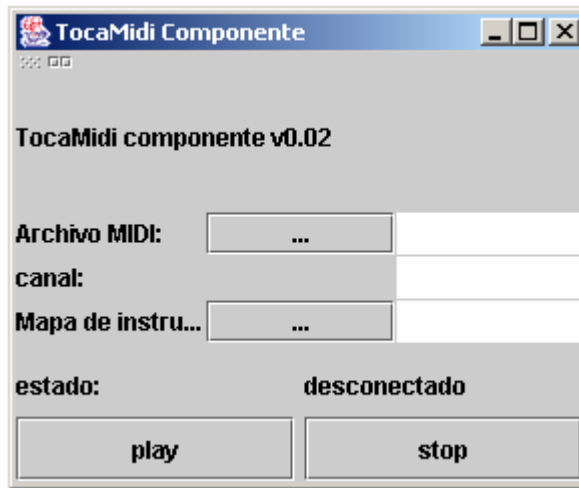 TocaMidi Componente
TocaMidi componente v0.02
Archivo MIDI: ...
canal:
Mapa de instru... ...
estado: desconectado
play stop